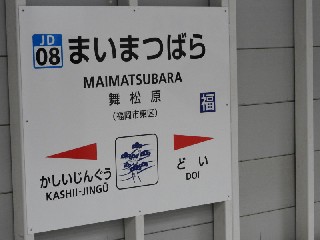 JD
08
まいまつばら
MAIMATSUBARA
舞松原
(福岡市東区)
福
かしいじんぐう
KASHII-JINGŪ
どい
DOI